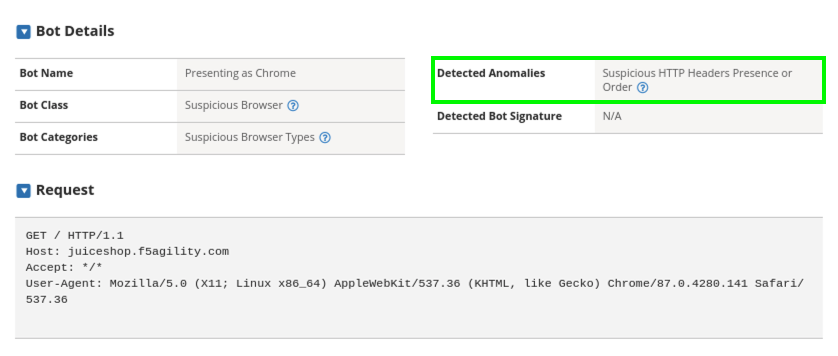 Bot Details
Bot Name Presenting as Chrome
Bot Class Suspicious Browser ?
Bot Categories Suspicious Browser Types ?
Detected Anomalies Suspicious HTTP Headers Presence or
Order ?
Detected Bot Signature N/A
Request
GET / HTTP/1.1
Host: juiceshop.f5agility.com
Accept: */*
User-Agent: Mozilla/5.0 (X11; Linux x86_64) AppleWebKit/537.36 (KHTML, like Gecko) Chrome/87.0.4280.141 Safari/
537.36